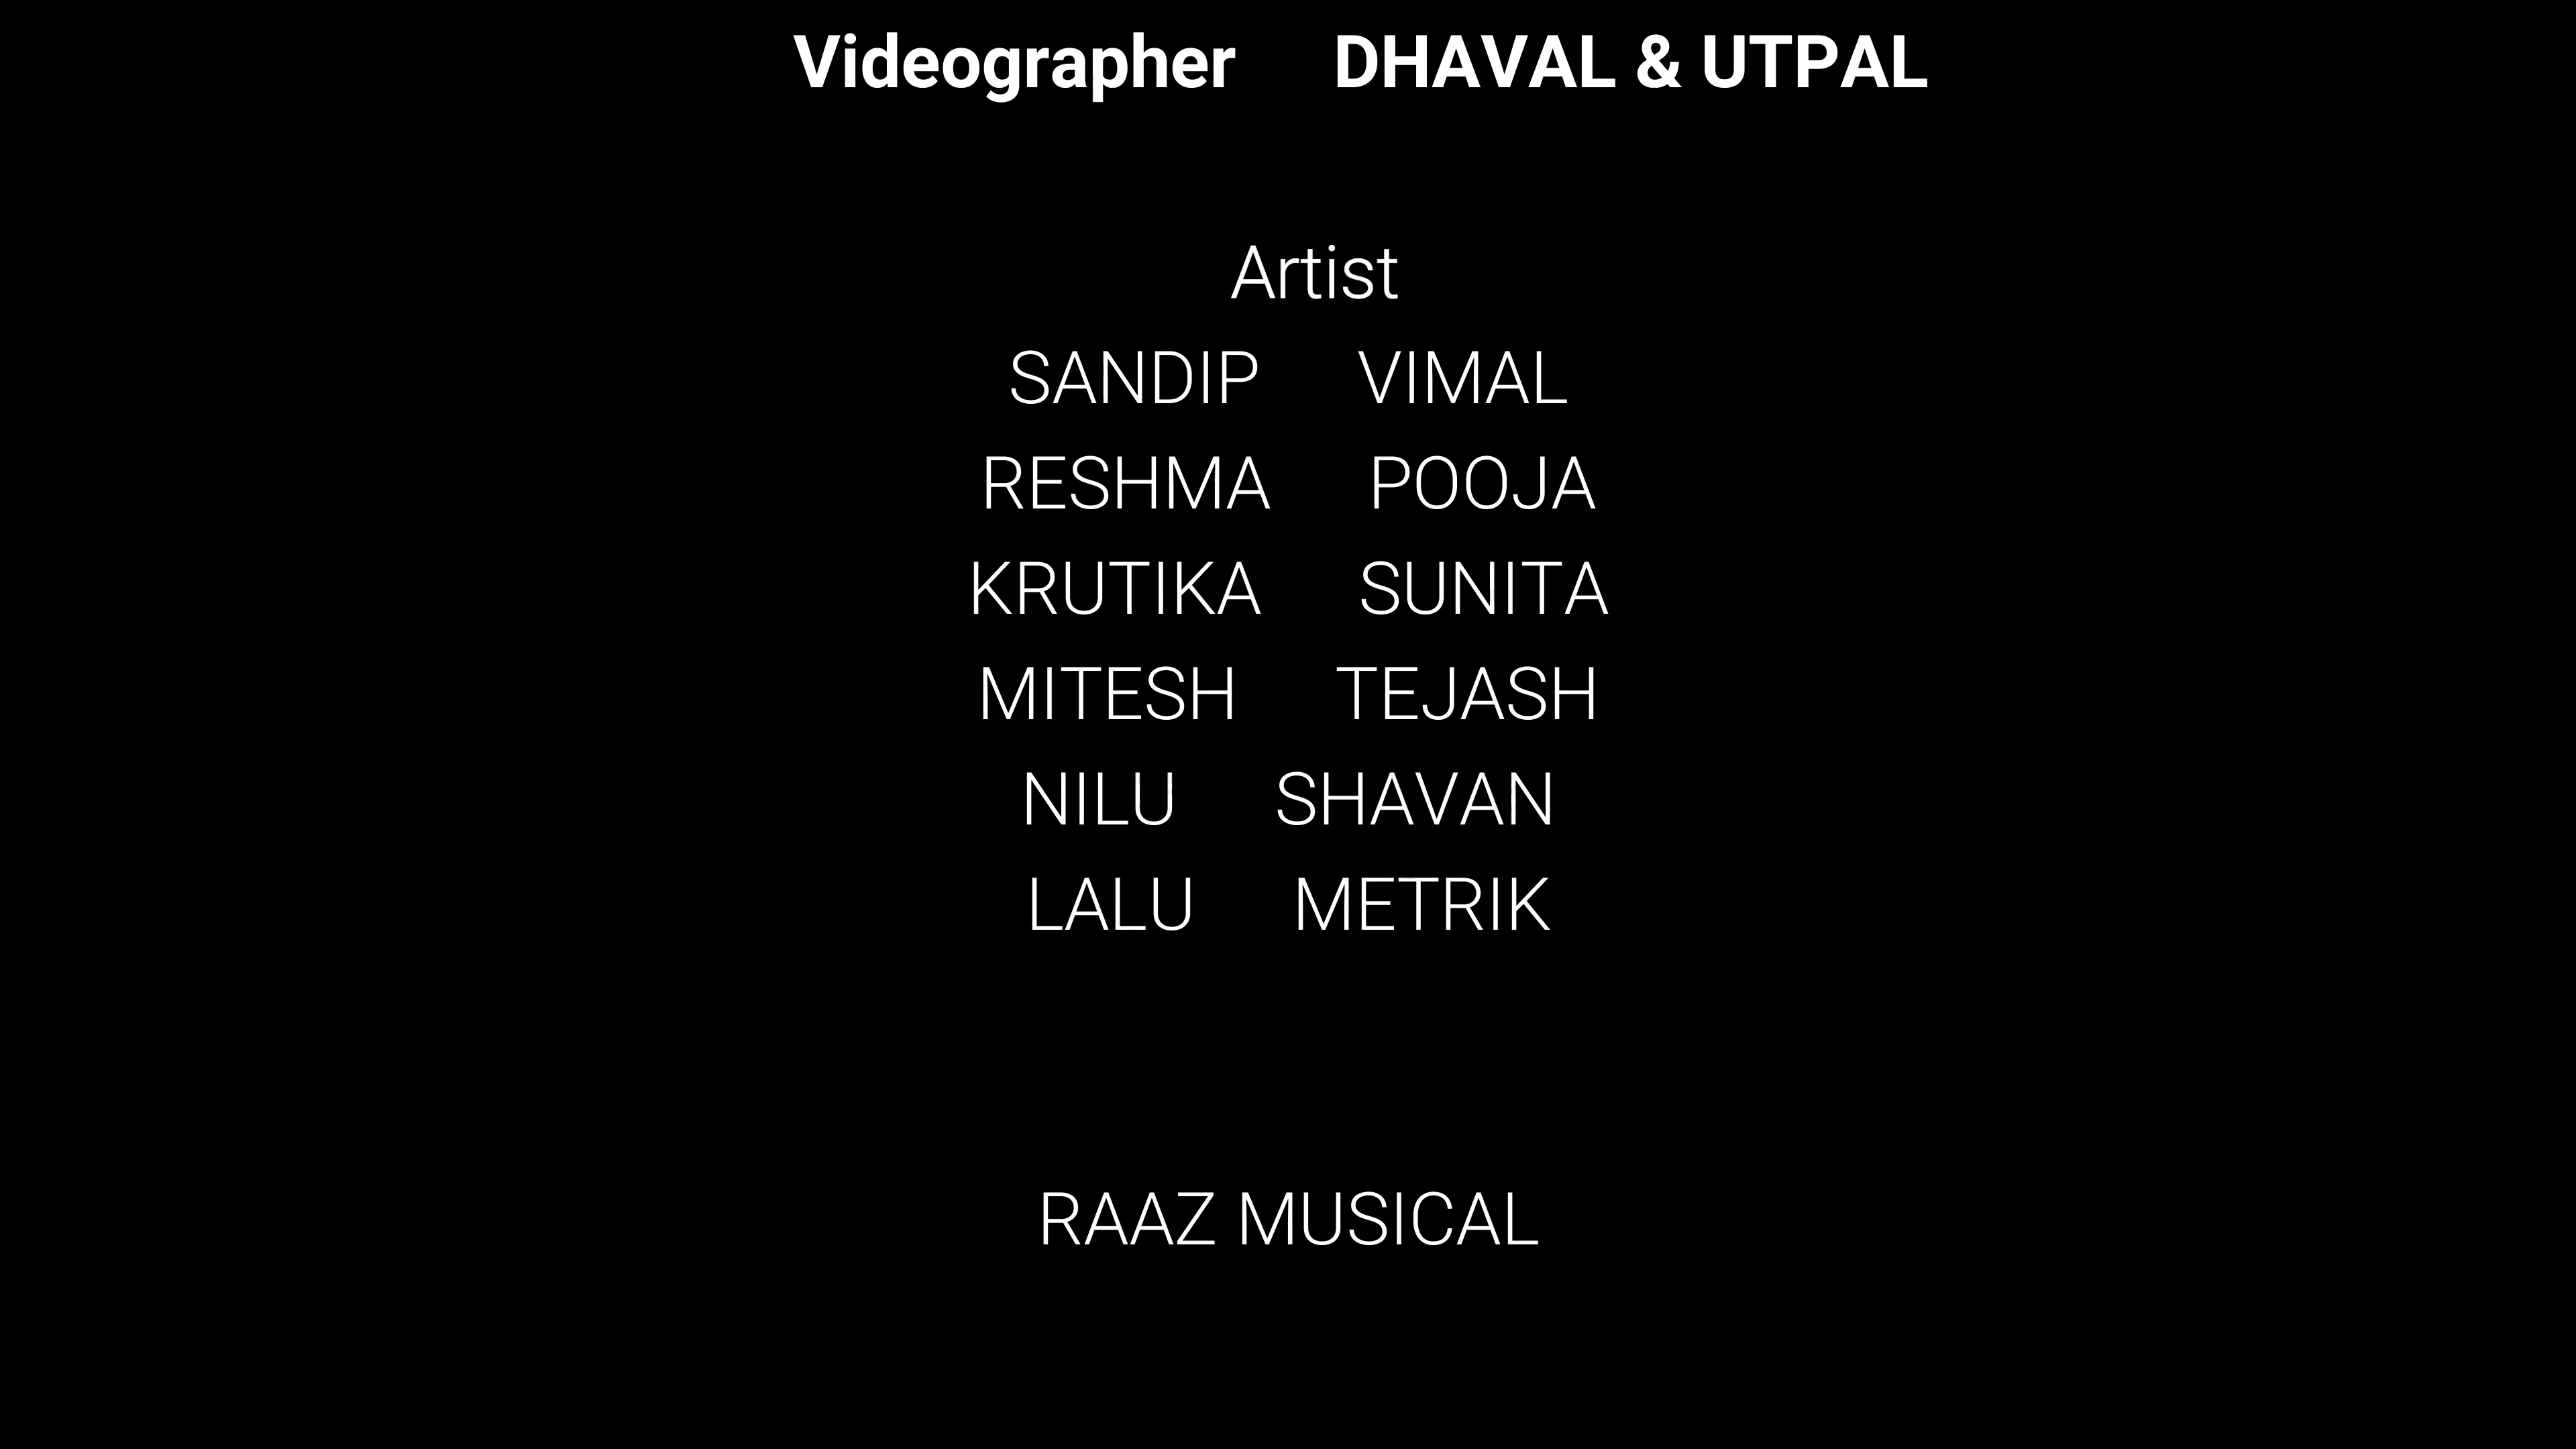 Videographer DHAVAL & UTPAL
Artist
SANDIP VIMAL
RESHMA POOJA
KRUTIKA SUNITA
MITESH TEJASH
NILU SHAVAN
LALU METRIK
RAAZ MUSICAL